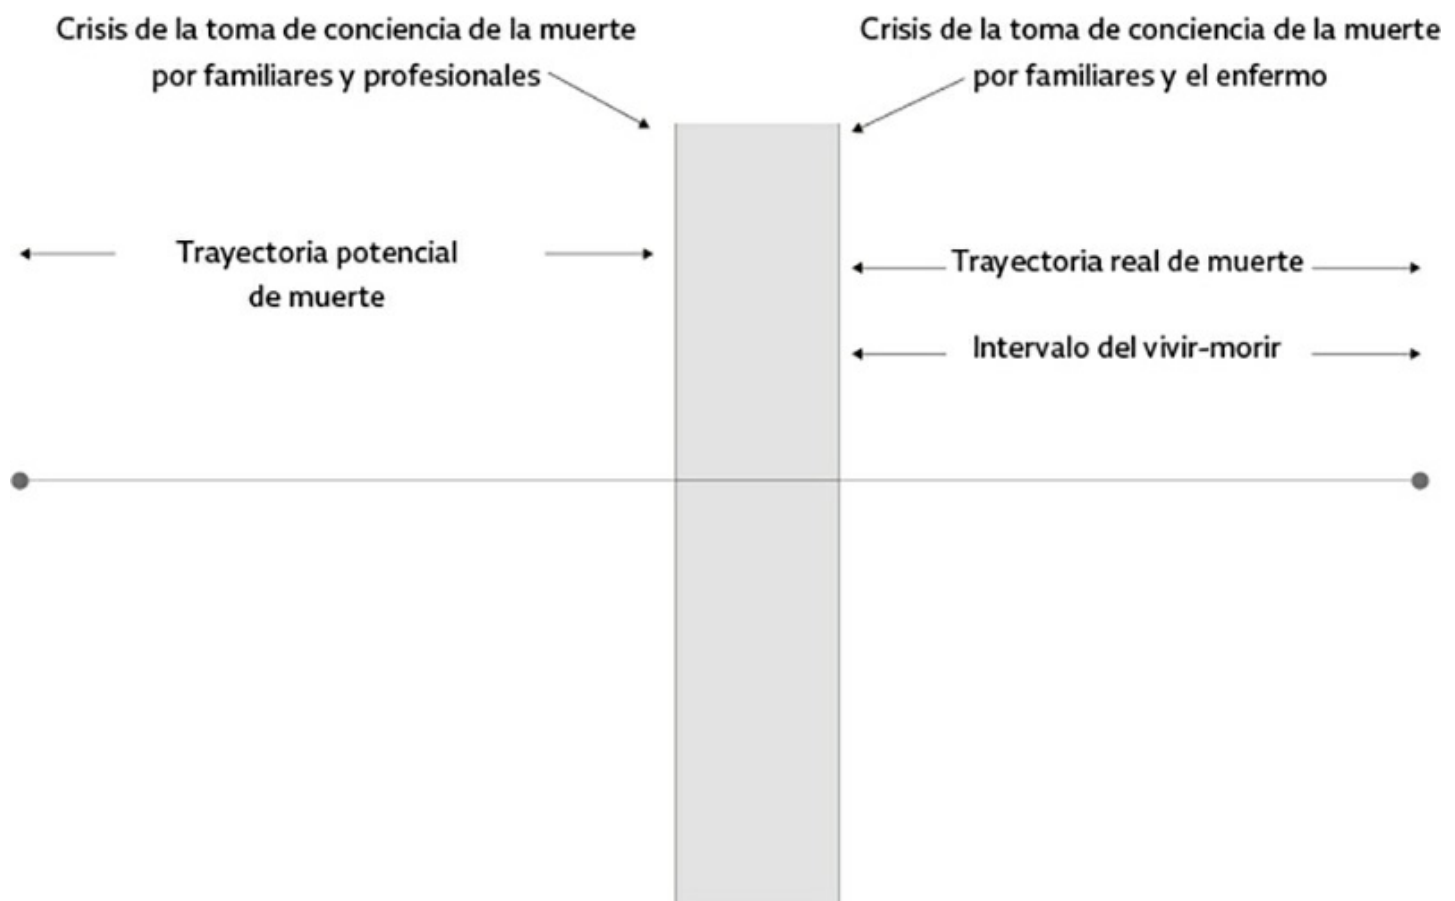 Crisis de la toma de conciencia de la muerte
por familiares y profesionales
Crisis de la toma de conciencia de la muerte
por familiares y el enfermo
Trayectoria potencial
de muerte
Trayectoria real de muerte
Intervalo del vivir-morir